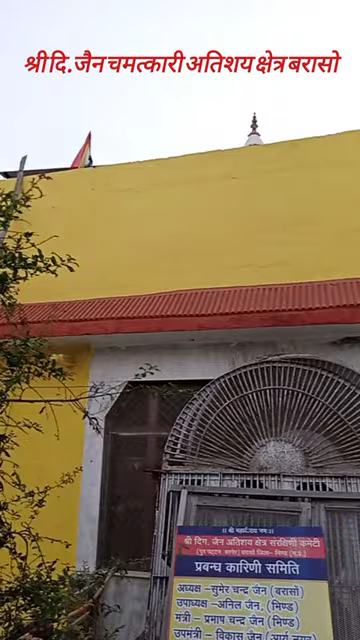 श्री दि. जैन चमत्कारी अतिशय क्षेत्र बरासो
श्री दिग. जैन अतिशय क्षेत्र संरक्षिणी कमेटी
प्रबन्ध कारिणी समिति
अध्यक्ष -सुमेर चन्द्र जैन (बरासो)
उपाध्यक्ष -अनिल जैन, (भिण्ड)
मंत्री - प्रभाष चन्द्र जैन (भिण्ड)
उपमंत्री - विकास जैन